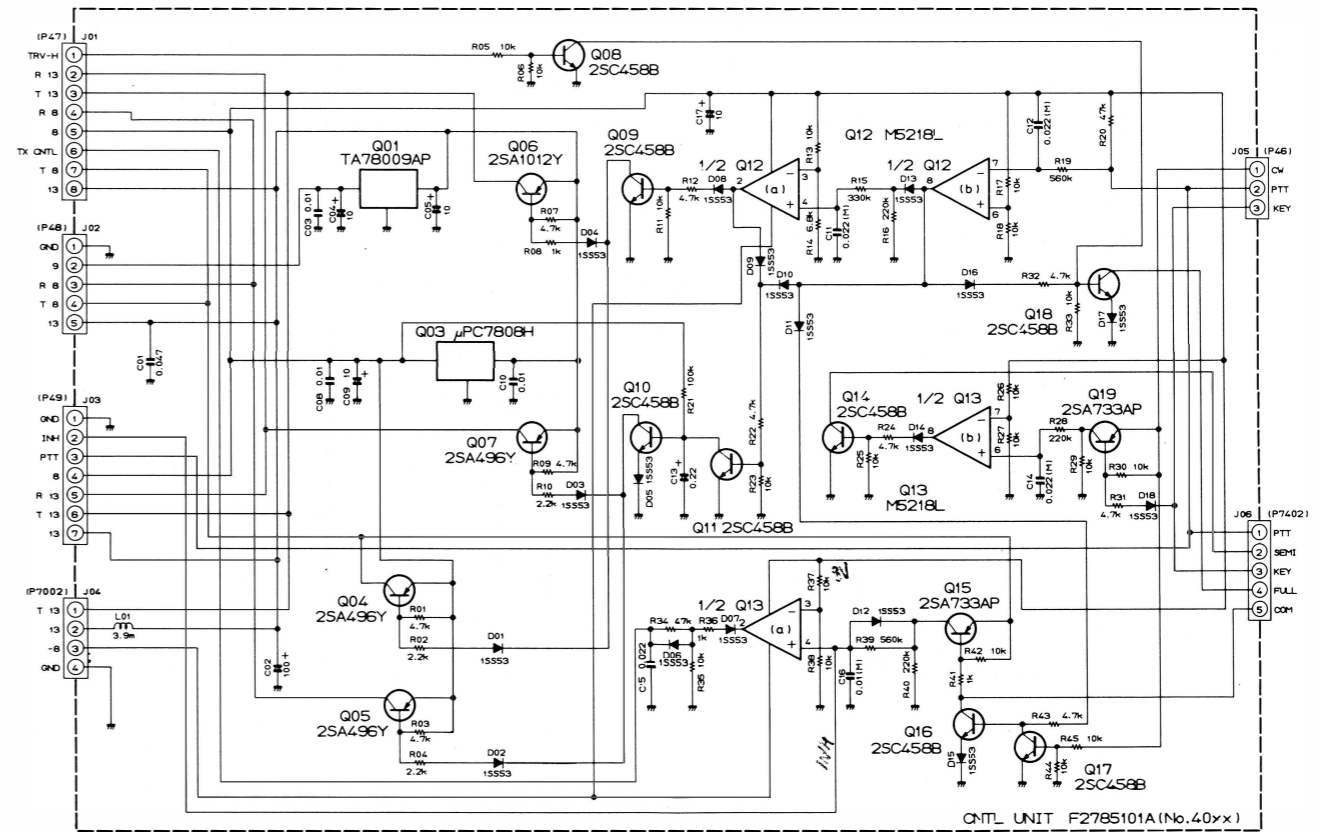 (P47) J01
TRV-H 1
R 13 2
T 13 3
R 8 4
8 5
TX CNTL 6
T 8 7
13 8
(P48) J02
GND 1
9 2
R 8 3
T 8 4
13 5
(P49) J03
GND 1
INH 2
PTT 3
8 4
R 13 5
T 13 6
13 7
(P7002) J04
T 13 1
13 2
-8 3
GND 4
L01
3.9m
C01
0.047
C02
100 +
R05 10k
R06
10k
Q08
2SC458B
Q01
TA78009AP
C03 0.01
C04 +
10
C05 +
10
Q06
2SA1012Y
R07
4.7k
R08
1k
D04
1SS53
Q09
2SC458B
C17 +
10
R11 10k
R12
4.7k
D08
1SS53
1/2 Q12
2
3
4
(a)
R13 10k
R14 6.8k
Q12 M5218L
C11
0.022(M)
R15
330k
R16 220k
D13
1SS53
1/2 Q12
8
7
6
(b)
R17
10k
R18
10k
C12
0.022(M)
R19
560k
R20 47k
J05 (P46)
1 CW
2 PTT
3 KEY
D09
1SS53
D10
1SS53
D11
1SS53
D16
1SS53
R32 4.7k
R33 10k
Q18
2SC458B
D17
1SS53
Q03 μPC7808H
C08 0.01
C09 10
+
C10
0.01
Q07
2SA496Y
R09 4.7k
R10
2.2k
D03
1SS53
Q10
2SC458B
D05
1SS53
R21
100k
C13 +
0.22
R22 4.7k
R23
10k
Q11 2SC458B
Q14
2SC458B
R24
4.7k
R25
10k
D14
1SS53
1/2 Q13
8
7
6
(b)
Q13
M5218L
R26
10k
R27
10k
C14
0.022(M)
R28
220k
R29
10k
Q19
2SA733AP
R30 10k
R31
4.7k
D18
1SS53
J06 (P7402)
1 PTT
2 SEMI
3 KEY
4 FULL
5 COM
Q04
2SA496Y
R01
4.7k
R02
2.2k
D01
1SS53
Q05
2SA496Y
R03
4.7k
R04
2.2k
D02
1SS53
C15 0.022
R34 47k
D06
1SS53
R35
10k
R36
1k
D07
1SS53
1/2 Q13
2
3
4
(a)
R37
10k
R38
10k
INH
D12 1SS53
R39 560k
C16
0.01(M)
R40 220k
Q15
2SA733AP
R42
10k
R41
1k
Q16
2SC458B
D15
1SS53
R43 4.7k
R44
10k
R45 10k
Q17
2SC458B
CNTL UNIT F2785101A(No.40yx)